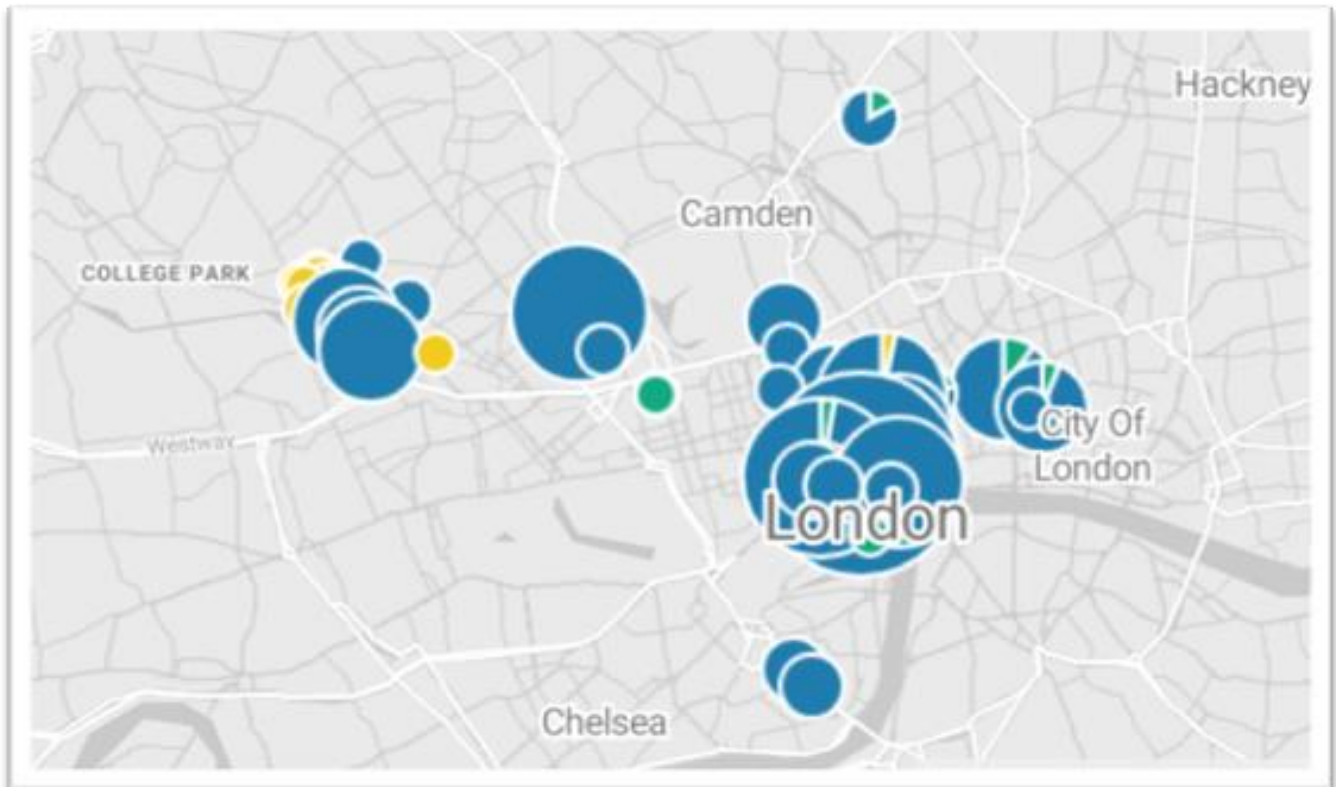 Hackney
Camden
COLLEGE PARK
City Of
London
Westway
London
Chelsea